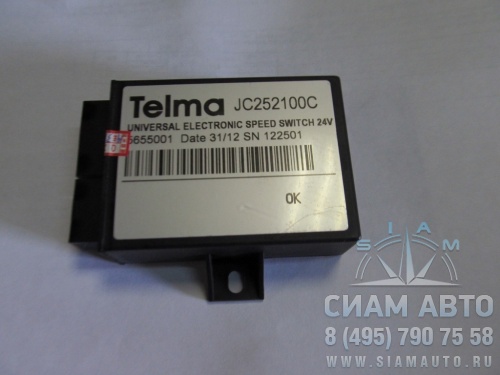 Telma JC252100C
UNIVERSAL ELECTRONIC SPEED SWITCH 24V
5655001 Date 31/12 SN 122501
OK
SIAM
СИАМ АВТО
8 (495) 790 75 58
WWW.SIAMAUTO.RU